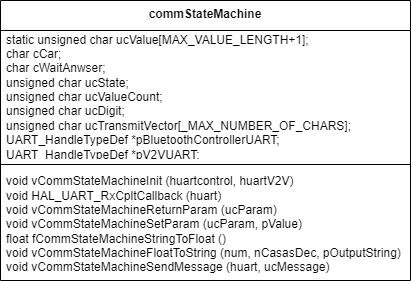 commStateMachine
static unsigned char ucValue[MAX_VALUE_LENGTH+1];
char cCar;
char cWaitAnwser;
unsigned char ucState;
unsigned char ucValueCount;
unsigned char ucDigit;
unsigned char ucTransmitVector[_MAX_NUMBER_OF_CHARS];
UART_HandleTypeDef *pBluetoothControllerUART;
UART_HandleTypeDef *pV2VUART;
void vCommStateMachineInit (huartcontrol, huartV2V)
void HAL_UART_RxCpltCallback (huart)
void vCommStateMachineReturnParam (ucParam)
void vCommStateMachineSetParam (ucParam, pValue)
float fCommStateMachineStringToFloat ()
void vCommStateMachineFloatToString (num, nCasasDec, pOutputString)
void vCommStateMachineSendMessage (huart, ucMessage)